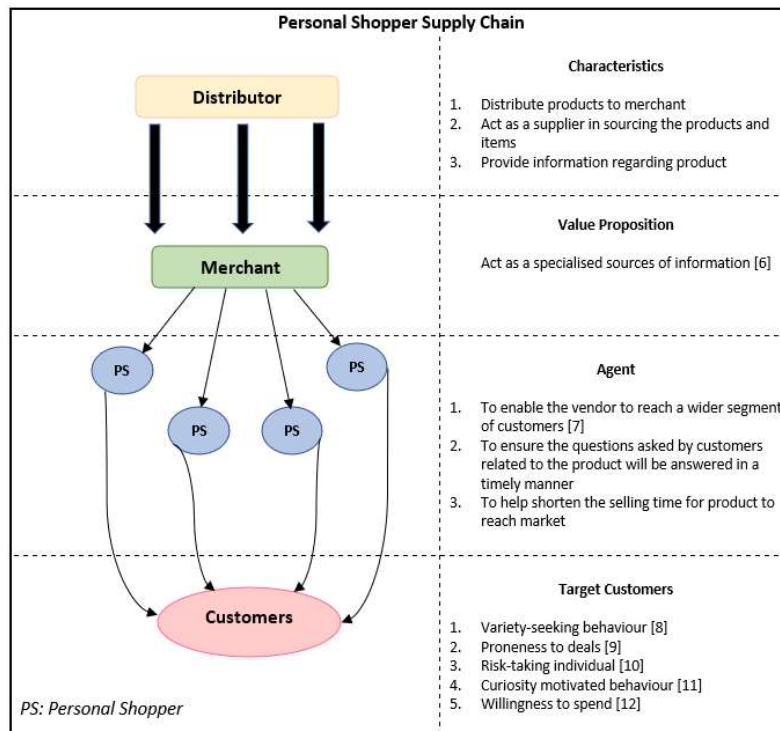 Personal Shopper Supply Chain
Distributor
Characteristics
1. Distribute products to merchant
2. Act as a supplier in sourcing the products and
items
3. Provide information regarding product
Merchant
Value Proposition
Act as a specialised sources of information [6]
PS
PS
PS
PS
Agent
1. To enable the vendor to reach a wider segment
of customers [7]
2. To ensure the questions asked by customers
related to the product will be answered in a
timely manner
3. To help shorten the selling time for product to
reach market
Customers
Target Customers
1. Variety-seeking behaviour [8]
2. Proneness to deals [9]
3. Risk-taking individual [10]
4. Curiosity motivated behaviour [11]
5. Willingness to spend [12]
PS: Personal Shopper